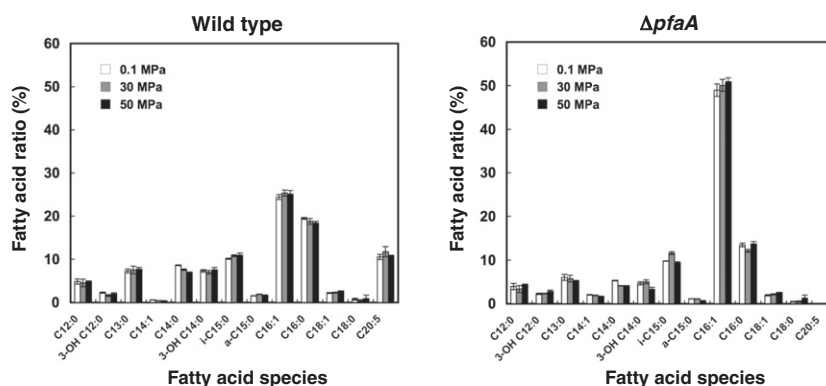 Wild type
Fatty acid ratio (%)
60
50
40
30
20
10
0
0.1 MPa
30 MPa
50 MPa
C12:0
3-OH C12:0
C13:0
C14:1
C14:0
3-OH C14:0
i-C15:0
a-C15:0
C16:1
C16:0
C18:1
C18:0
C20:5
Fatty acid species
ΔpfaA
Fatty acid ratio (%)
60
50
40
30
20
10
0
0.1 MPa
30 MPa
50 MPa
C12:0
3-OH C12:0
C13:0
C14:1
C14:0
3-OH C14:0
i-C15:0
a-C15:0
C16:1
C16:0
C18:1
C18:0
C20:5
Fatty acid species